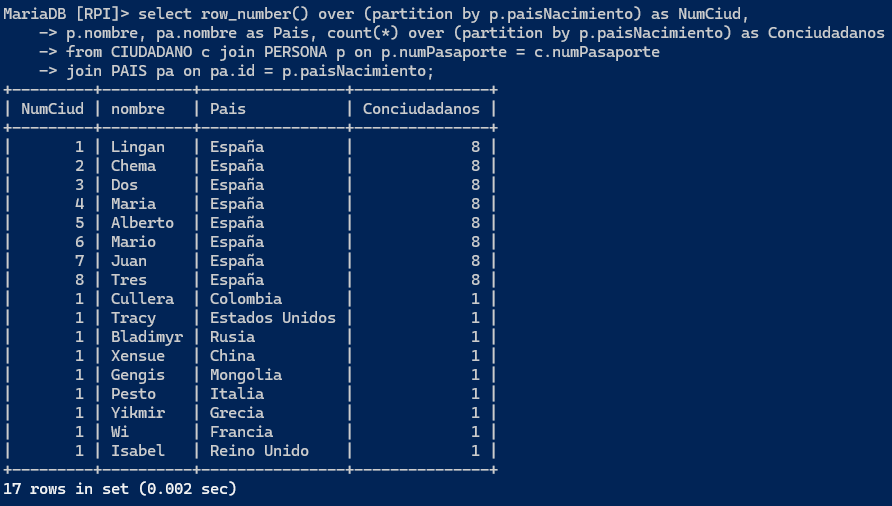 MariaDB [RPI]> select row_number() over (partition by p.paisNacimiento) as NumCiud,
    -> p.nombre, pa.nombre as Pais, count(*) over (partition by p.paisNacimiento) as Conciudadanos
    -> from CIUDADANO c join PERSONA p on p.numPasaporte = c.numPasaporte
    -> join PAIS pa on pa.id = p.paisNacimiento;
+---------+----------+----------------+---------------+
| NumCiud | nombre   | Pais           | Conciudadanos |
+---------+----------+----------------+---------------+
|       1 | Lingan   | España         |             8 |
|       2 | Chema    | España         |             8 |
|       3 | Dos      | España         |             8 |
|       4 | Maria    | España         |             8 |
|       5 | Alberto  | España         |             8 |
|       6 | Mario    | España         |             8 |
|       7 | Juan     | España         |             8 |
|       8 | Tres     | España         |             8 |
|       1 | Cullera  | Colombia       |             1 |
|       1 | Tracy    | Estados Unidos |             1 |
|       1 | Bladimyr | Rusia          |             1 |
|       1 | Xensue   | China          |             1 |
|       1 | Gengis   | Mongolia       |             1 |
|       1 | Pesto    | Italia         |             1 |
|       1 | Yikmir   | Grecia         |             1 |
|       1 | Wi       | Francia        |             1 |
|       1 | Isabel   | Reino Unido    |             1 |
+---------+----------+----------------+---------------+
17 rows in set (0.002 sec)